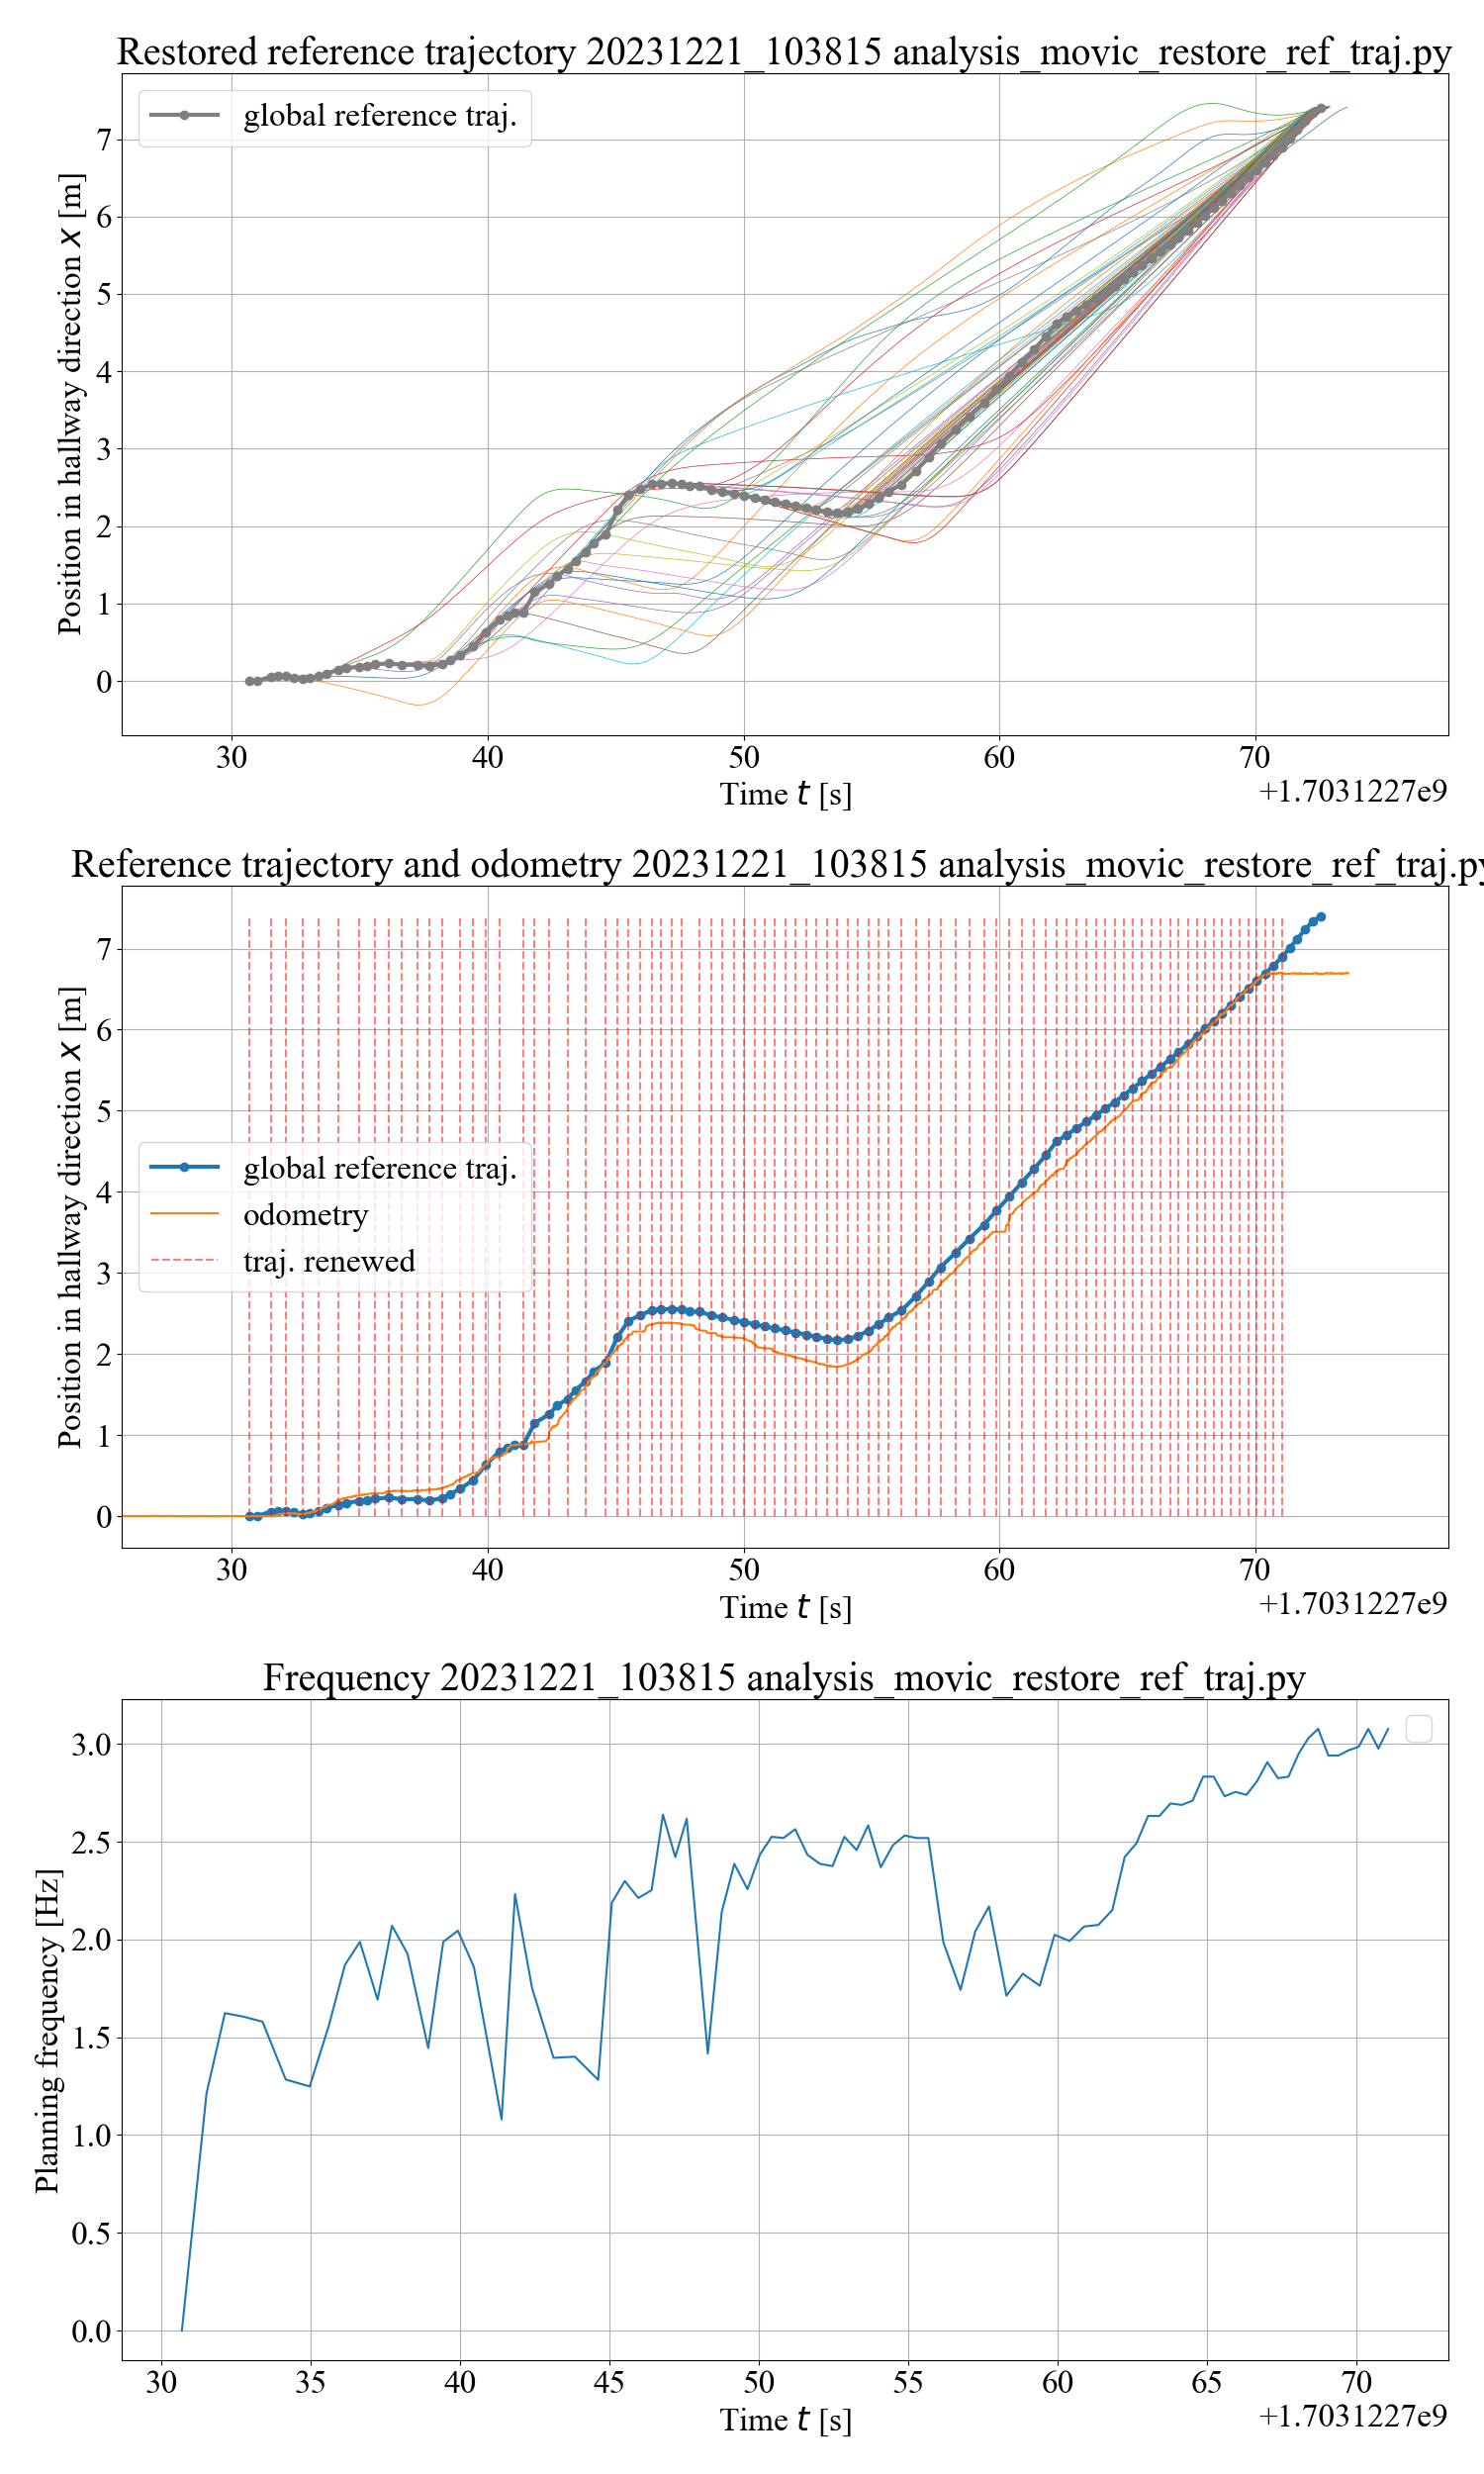 Restored reference trajectory 20231221_103815 analysis_movic_restore_ref_traj.py
global reference traj.
Position in hallway direction x [m]
7
6
5
4
3
2
1
0
30 40 50 60 70
Time t [s]
+1.7031227e9
Reference trajectory and odometry 20231221_103815 analysis_movic_restore_ref_traj.py
global reference traj.
odometry
traj. renewed
Position in hallway direction x [m]
7
6
5
4
3
2
1
0
30 40 50 60 70
Time t [s]
+1.7031227e9
Frequency 20231221_103815 analysis_movic_restore_ref_traj.py
Planning frequency [Hz]
3.0
2.5
2.0
1.5
1.0
0.5
0.0
30 35 40 45 50 55 60 65 70
Time t [s]
+1.7031227e9